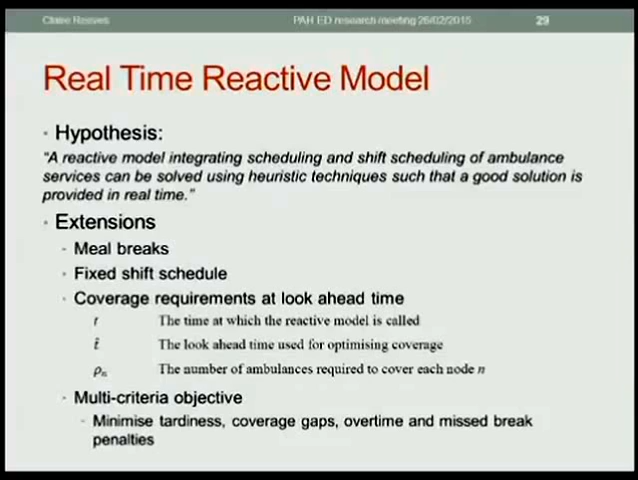 Claire Reeves PAH ED research meeting 26/02/2015 29
Real Time Reactive Model
· Hypothesis:
“A reactive model integrating scheduling and shift scheduling of ambulance
services can be solved using heuristic techniques such that a good solution is
provided in real time.”
· Extensions
- Meal breaks
- Fixed shift schedule
- Coverage requirements at look ahead time
t The time at which the reactive model is called
t̂ The look ahead time used for optimising coverage
ρₙ The number of ambulances required to cover each node n
- Multi-criteria objective
- Minimise tardiness, coverage gaps, overtime and missed break
penalties